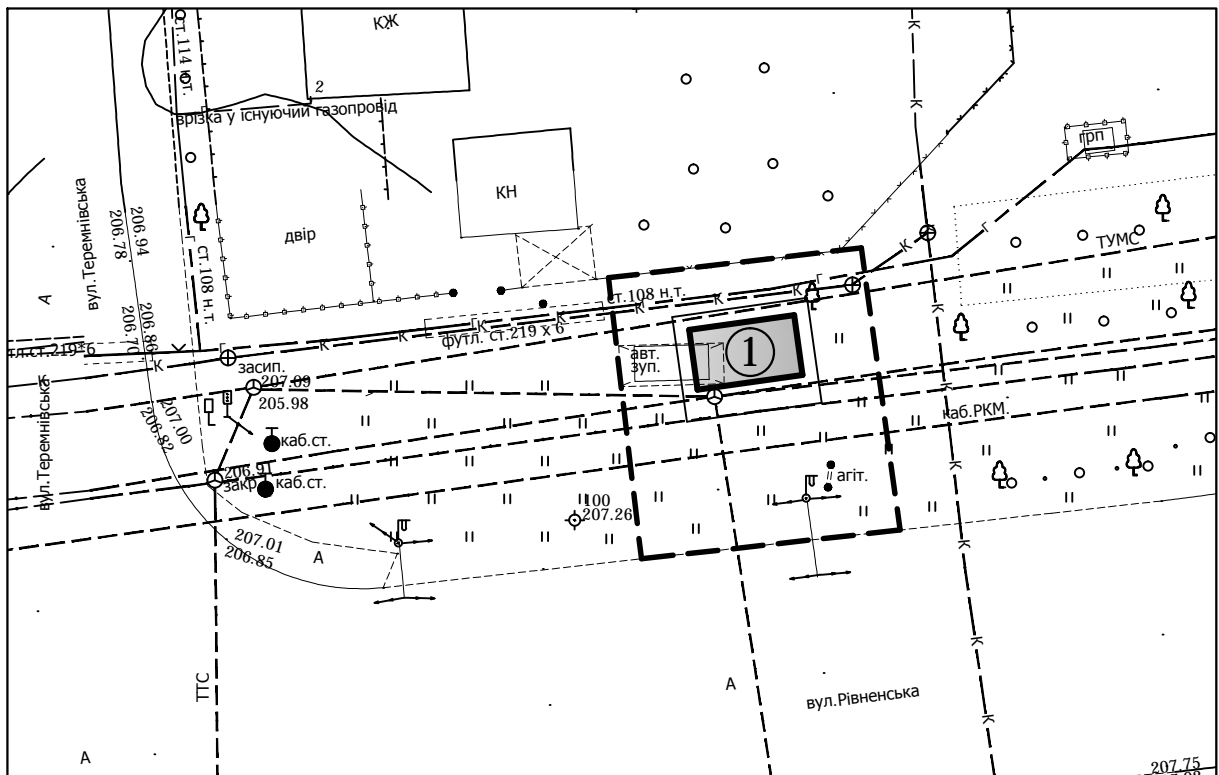 КЖ
К
ст.114 н.т.
2
врізка у існуючий газопровід
К
грп
КН
вул.Теремнівська
206.94
206.78
двір
ст.108 н.т
Г
К
Г
К
ТУМС
А
Г
ст.108 н.т.
К
К
К
Г
206.86
206.70
футл. ст.219 х 6
К
К
К
К
1
авт.
зуп.
ст.219*6
засип.
К
207.09
205.98
вул.Теремнівська
207.00
206.82
каб.РКМ.
К
каб.ст.
206.91
закр.
каб.ст.
агіт.
100
207.26
К
207.01
206.85
А
К
К
ТТС
А
вул.Рівненська
К
А
207.75